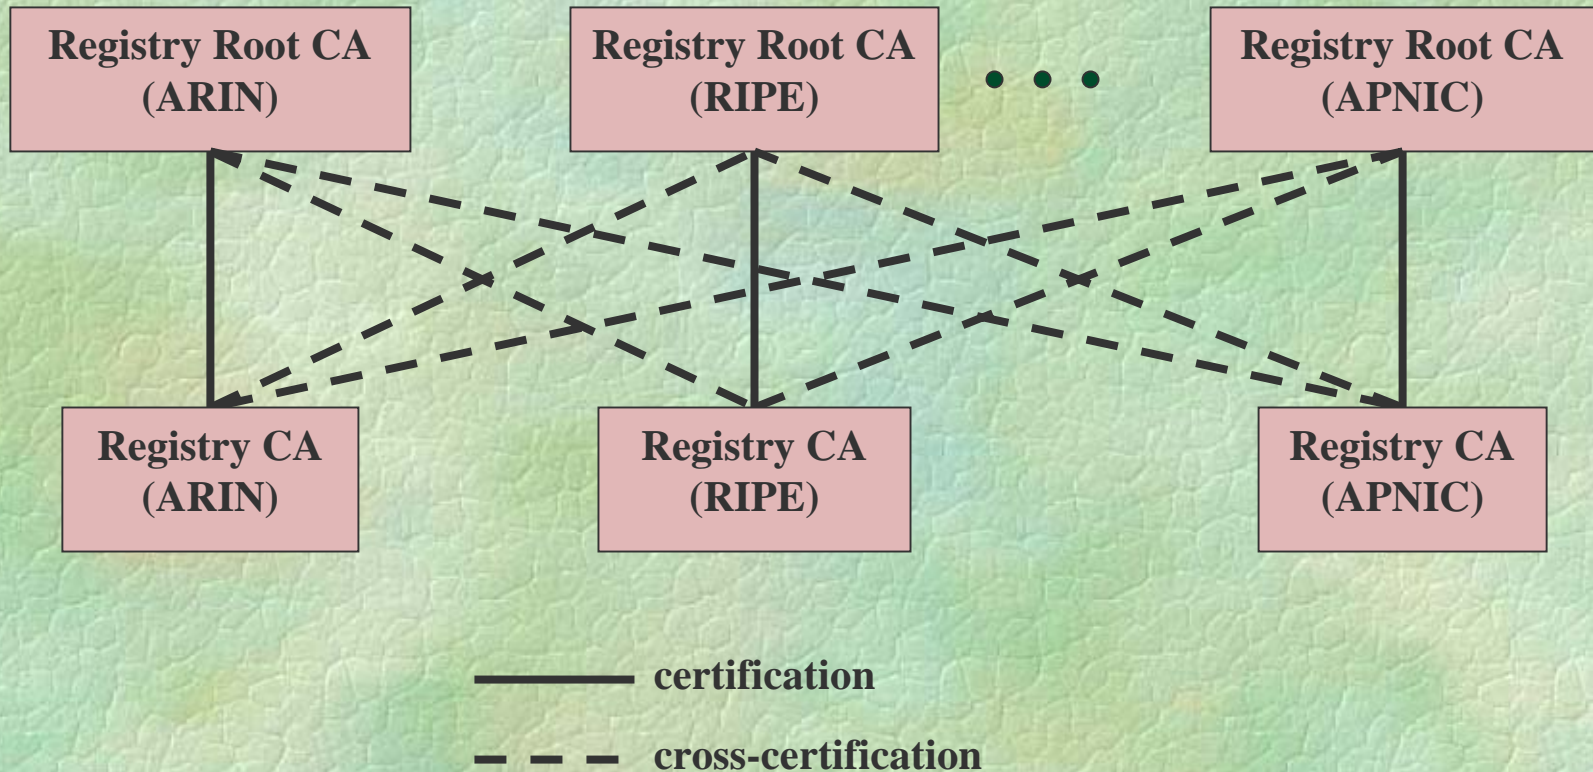 Registry Root CA
(ARIN)
Registry Root CA
(RIPE)
Registry Root CA
(APNIC)
Registry CA
(ARIN)
Registry CA
(RIPE)
Registry CA
(APNIC)
certification
cross-certification